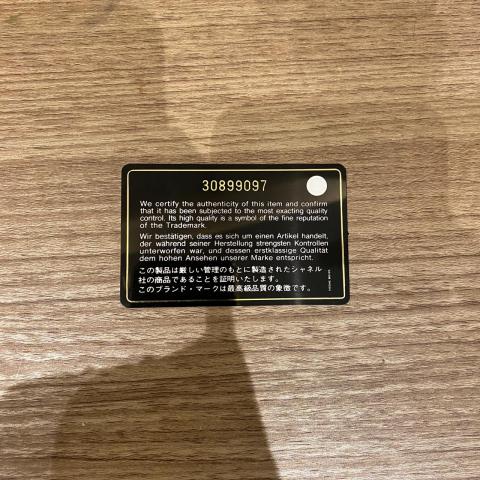 30899097
We certify the authenticity of this item and confirm
that it has been subjected to the most exacting quality
control. Its high quality is a symbol of the fine reputation
of the Trademark.
Wir bestätigen, dass es sich um einen Artikel handelt,
der während seiner Herstellung strengsten Kontrollen
unterworfen war, und dessen erstklassige Qualität
dem hohen Ansehen unserer Marke entspricht.
この製品は厳しい管理のもとに製造されたシャネル
社の商品であることを証明いたします。
このブランド・マークは最高級品質の象徴です。